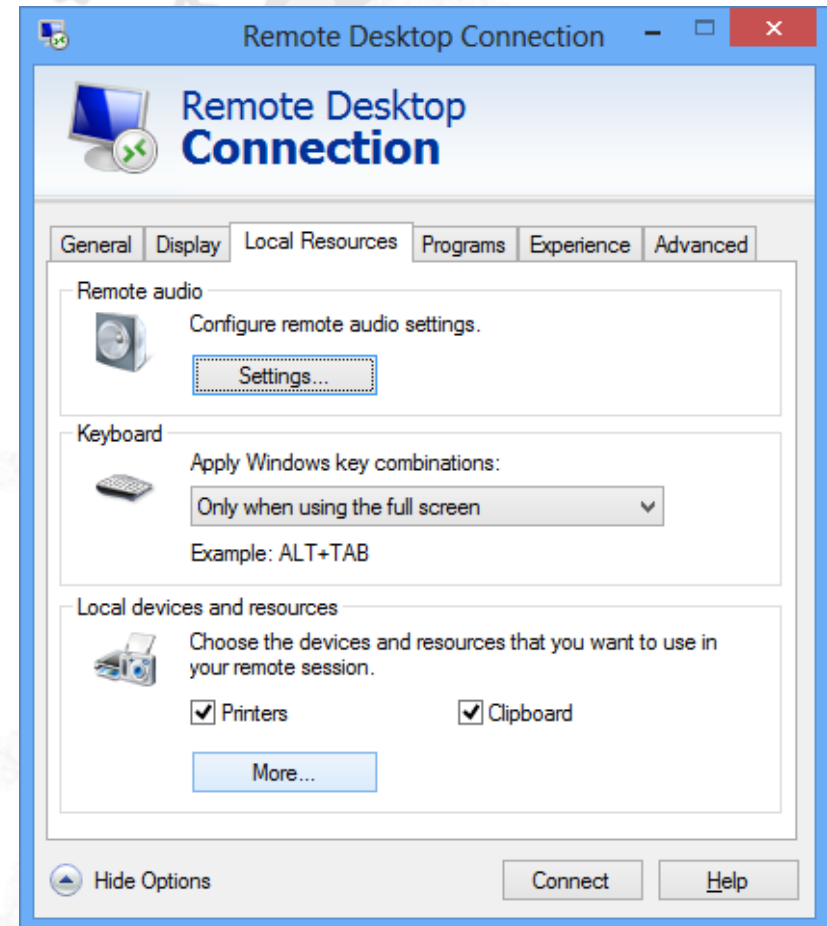 Remote Desktop Connection
Remote Desktop
Connection
General Display Local Resources Programs Experience Advanced
Remote audio
Configure remote audio settings.
Settings...
Keyboard
Apply Windows key combinations:
Only when using the full screen
Example: ALT+TAB
Local devices and resources
Choose the devices and resources that you want to use in
your remote session.
Printers Clipboard
More...
Hide Options Connect Help